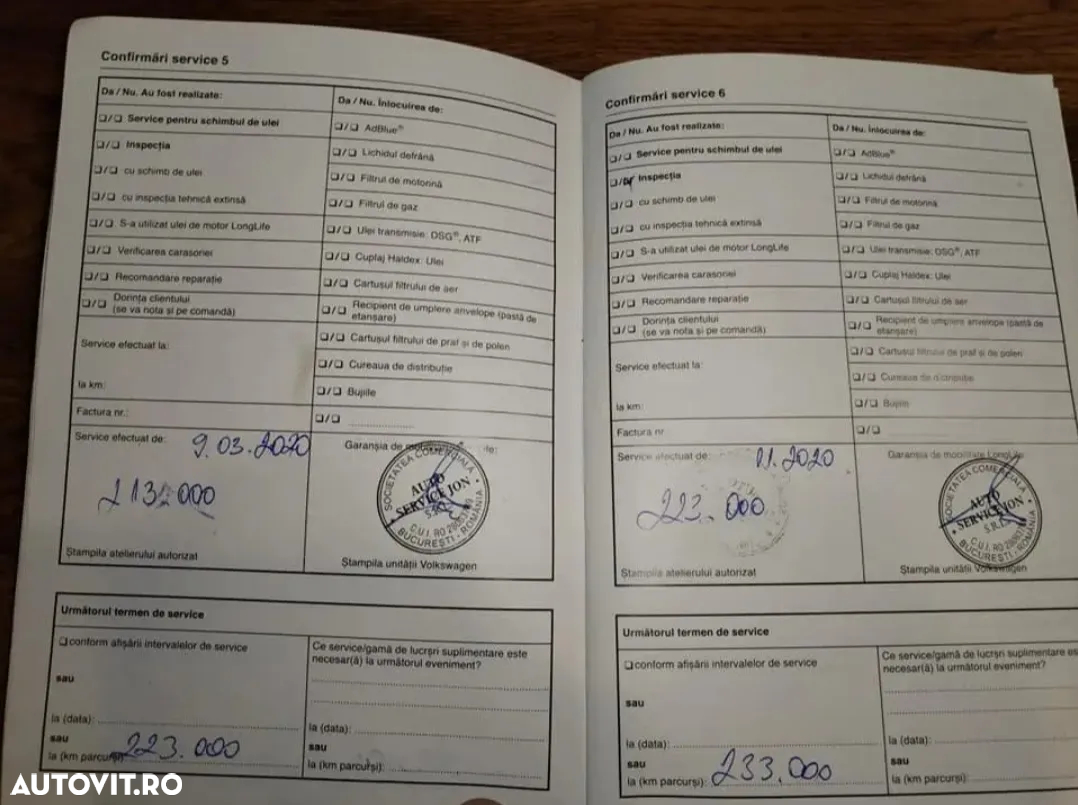 Confirmări service 5
Da / Nu. Au fost realizate:
❏/❏ Service pentru schimbul de ulei
❏/❏ Inspecția
❏/❏ cu schimb de ulei
❏/❏ cu inspecția tehnică extinsă
❏/❏ S-a utilizat ulei de motor LongLife
❏/❏ Verificarea caroseriei
❏/❏ Recomandare reparație
❏/❏ Dorința clientului
(se va nota și pe comandă)
Service efectuat la:
la km:
Factura nr.:
Da / Nu. Înlocuirea de:
❏/❏ AdBlue®
❏/❏ Lichidul de frână
❏/❏ Filtrul de motorină
❏/❏ Filtrul de gaz
❏/❏ Ulei transmisie: DSG®, ATF
❏/❏ Cuplaj Haldex: Ulei
❏/❏ Cartușul filtrului de aer
❏/❏ Recipient de umplere anvelope (pastă de
etanșare)
❏/❏ Cartușul filtrului de praf și de polen
❏/❏ Cureaua de distribuție
❏/❏ Bujiile
❏/❏
Service efectuat de:
9.03.2020
213.000
Ștampila atelierului autorizat
Garanția de
SOCIETATEA COMERCIALĂ
AUTO
SERVICE ION
S.R.L.
C.U.I. RO
BUCUREȘTI - ROMÂNIA
Ștampila unității Volkswagen
Următorul termen de service
❏ conform afișării intervalelor de service
sau
la (data):
sau
la (km parcurși): 223.000
Ce service/gamă de lucrări suplimentare este
necesar(ă) la următorul eveniment?
la (data):
sau
la (km parcurși):
Confirmări service 6
Da / Nu. Au fost realizate:
❏/❏ Service pentru schimbul de ulei
❏/❏ Inspecția
❏/❏ cu schimb de ulei
❏/❏ cu inspecția tehnică extinsă
❏/❏ S-a utilizat ulei de motor LongLife
❏/❏ Verificarea caroseriei
❏/❏ Recomandare reparație
❏/❏ Dorința clientului
(se va nota și pe comandă)
Service efectuat la:
la km:
Factura nr.
Da / Nu. Înlocuirea de:
❏/❏ AdBlue®
❏/❏ Lichidul de frână
❏/❏ Filtrul de motorină
❏/❏ Filtrul de gaz
❏/❏ Ulei transmisie: DSG®, ATF
❏/❏ Cuplaj Haldex: Ulei
❏/❏ Cartușul filtrului de aer
❏/❏ Recipient de umplere anvelope (pastă de
etanșare)
❏/❏ Cartușul filtrului de praf și de polen
❏/❏ Cureaua de distribuție
❏/❏ Bujiile
❏/❏
Service efectuat de:
11.2020
223.000
Ștampila atelierului autorizat
Garanția de mobilitate LongLife
SOCIETATEA COMERCIALĂ
AUTO
SERVICE ION
S.R.L.
C.U.I. RO
BUCUREȘTI - ROMÂNIA
Ștampila unității Volkswagen
Următorul termen de service
❏ conform afișării intervalelor de service
sau
la (data):
sau
la (km parcurși): 233.000
Ce service/gamă de lucrări suplimentare es
necesar(ă) la următorul eveniment?
la (data):
sau
la (km parcurși):
AUTOVIT.RO